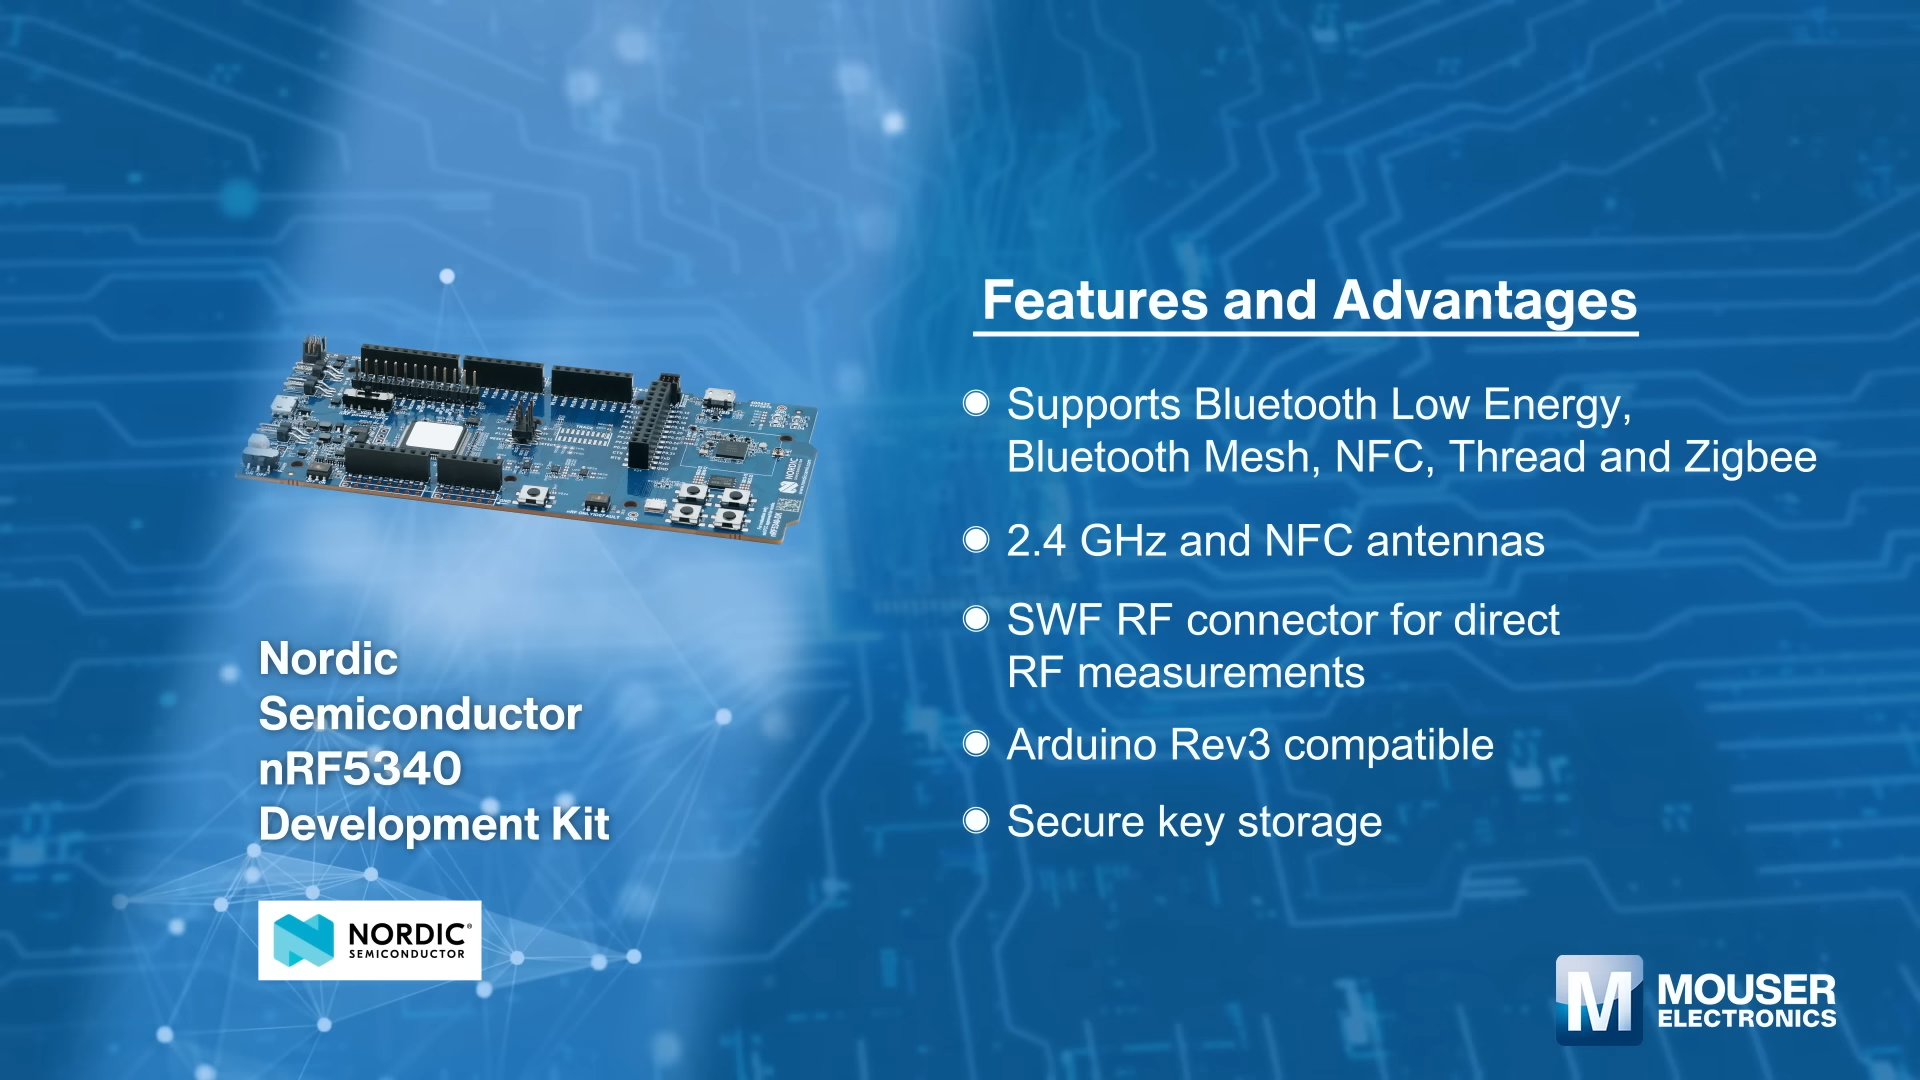 Features and Advantages
Supports Bluetooth Low Energy,
Bluetooth Mesh, NFC, Thread and Zigbee
2.4 GHz and NFC antennas
SWF RF connector for direct
RF measurements
Arduino Rev3 compatible
Secure key storage
Nordic
Semiconductor
nRF5340
Development Kit
NORDIC®
SEMICONDUCTOR
M MOUSER
ELECTRONICS
NORDIC